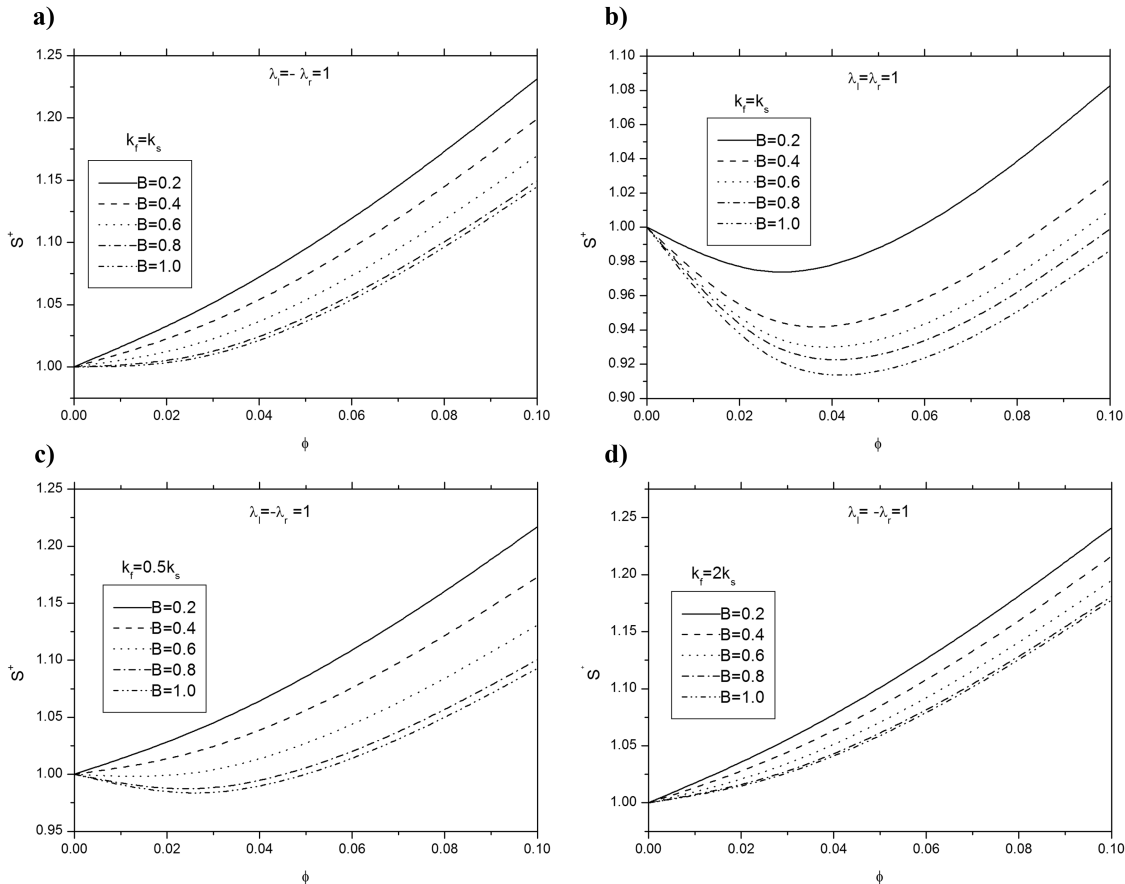 a)
λl=- λr=1
kf=ks
B=0.2
B=0.4
B=0.6
B=0.8
B=1.0
1.25
1.20
1.15
1.10
1.05
1.00
S+
0.00 0.02 0.04 0.06 0.08 0.10
ϕ
b)
λl=λr=1
kf=ks
B=0.2
B=0.4
B=0.6
B=0.8
B=1.0
1.10
1.08
1.06
1.04
1.02
1.00
0.98
0.96
0.94
0.92
0.90
S+
0.00 0.02 0.04 0.06 0.08 0.10
ϕ
c)
λl=-λr =1
kf=0.5ks
B=0.2
B=0.4
B=0.6
B=0.8
B=1.0
1.25
1.20
1.15
1.10
1.05
1.00
0.95
S+
0.00 0.02 0.04 0.06 0.08 0.10
ϕ
d)
λl= -λr=1
kf=2ks
B=0.2
B=0.4
B=0.6
B=0.8
B=1.0
1.25
1.20
1.15
1.10
1.05
1.00
S+
0.00 0.02 0.04 0.06 0.08 0.10
ϕ